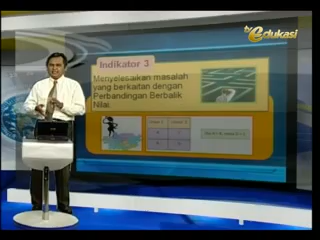 tv edukasi
Indikator 3
Menyelesaikan masalah
yang berkaitan dengan
Perbandingan Berbalik
Nilai.